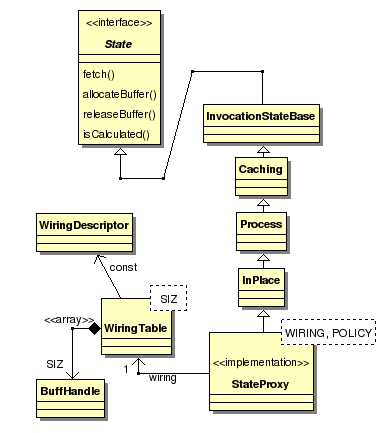 <<interface>>
State
fetch()
allocateBuffer()
releaseBuffer()
isCalculated()
InvocationStateBase
Caching
Process
InPlace
WiringDescriptor
const
SIZ
<<array>>
WiringTable
SIZ
BuffHandle
1
wiring
WIRING, POLICY
<<implementation>>
StateProxy